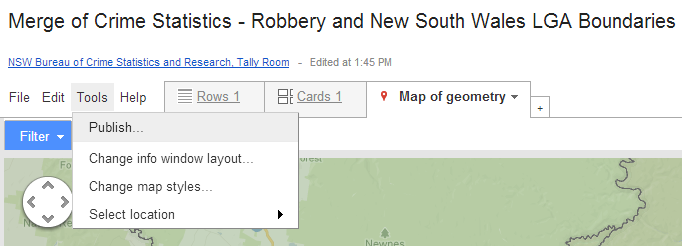 Merge of Crime Statistics - Robbery and New South Wales LGA Boundaries
NSW Bureau of Crime Statistics and Research, Tally Room - Edited at 1:45 PM
File Edit Tools Help Rows 1 Cards 1 Map of geometry +
Filter
Publish...
Change info window layout...
Change map styles...
Select location
Newnes